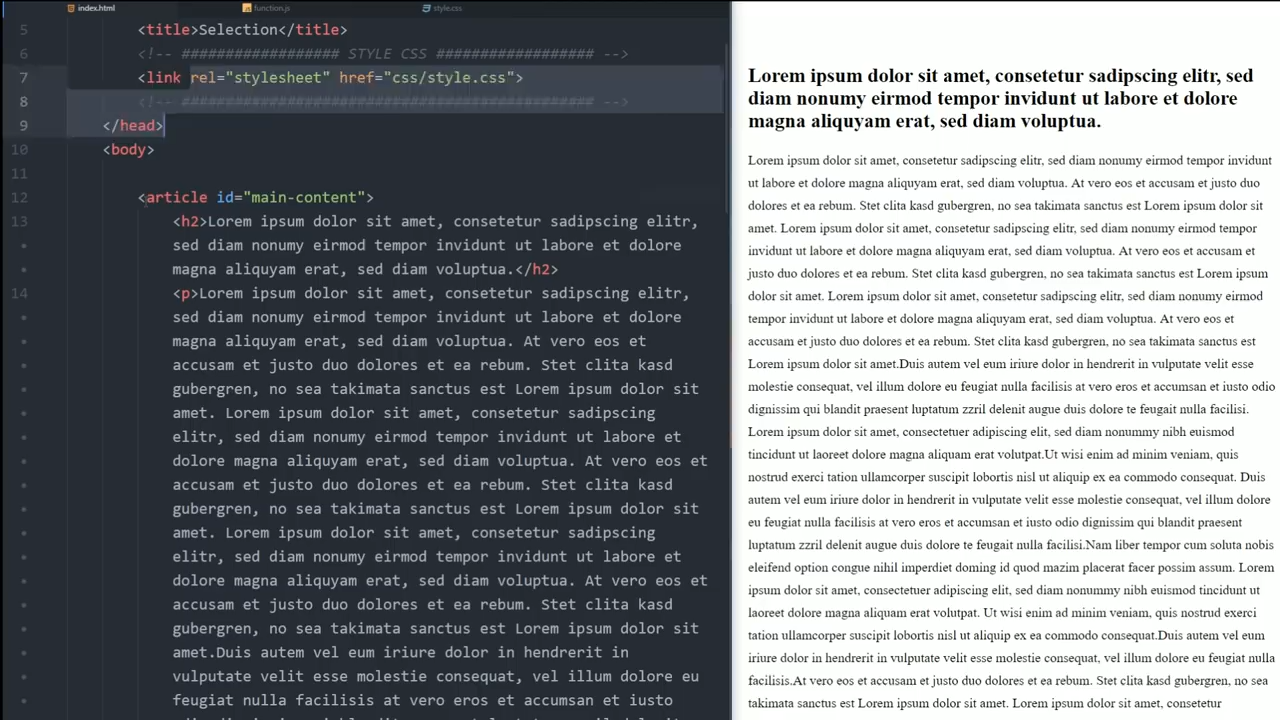 index.html function.js style.css
5 <title>Selection</title>
6 <!-- ################## STYLE CSS ################## -->
7 <link rel="stylesheet" href="css/style.css">
8 <!-- ############################################### -->
9 </head>
10 <body>
11
12 <article id="main-content">
13 <h2>Lorem ipsum dolor sit amet, consetetur sadipscing elitr,
sed diam nonumy eirmod tempor invidunt ut labore et dolore
magna aliquyam erat, sed diam voluptua.</h2>
14 <p>Lorem ipsum dolor sit amet, consetetur sadipscing elitr,
sed diam nonumy eirmod tempor invidunt ut labore et dolore
magna aliquyam erat, sed diam voluptua. At vero eos et
accusam et justo duo dolores et ea rebum. Stet clita kasd
gubergren, no sea takimata sanctus est Lorem ipsum dolor sit
amet. Lorem ipsum dolor sit amet, consetetur sadipscing
elitr, sed diam nonumy eirmod tempor invidunt ut labore et
dolore magna aliquyam erat, sed diam voluptua. At vero eos et
accusam et justo duo dolores et ea rebum. Stet clita kasd
gubergren, no sea takimata sanctus est Lorem ipsum dolor sit
amet. Lorem ipsum dolor sit amet, consetetur sadipscing
elitr, sed diam nonumy eirmod tempor invidunt ut labore et
dolore magna aliquyam erat, sed diam voluptua. At vero eos et
accusam et justo duo dolores et ea rebum. Stet clita kasd
gubergren, no sea takimata sanctus est Lorem ipsum dolor sit
amet.Duis autem vel eum iriure dolor in hendrerit in
vulputate velit esse molestie consequat, vel illum dolore eu
feugiat nulla facilisis at vero eros et accumsan et iusto
Lorem ipsum dolor sit amet, consetetur sadipscing elitr, sed
diam nonumy eirmod tempor invidunt ut labore et dolore
magna aliquyam erat, sed diam voluptua.
Lorem ipsum dolor sit amet, consetetur sadipscing elitr, sed diam nonumy eirmod tempor invidunt
ut labore et dolore magna aliquyam erat, sed diam voluptua. At vero eos et accusam et justo duo
dolores et ea rebum. Stet clita kasd gubergren, no sea takimata sanctus est Lorem ipsum dolor sit
amet. Lorem ipsum dolor sit amet, consetetur sadipscing elitr, sed diam nonumy eirmod tempor
invidunt ut labore et dolore magna aliquyam erat, sed diam voluptua. At vero eos et accusam et
justo duo dolores et ea rebum. Stet clita kasd gubergren, no sea takimata sanctus est Lorem ipsum
dolor sit amet. Lorem ipsum dolor sit amet, consetetur sadipscing elitr, sed diam nonumy eirmod
tempor invidunt ut labore et dolore magna aliquyam erat, sed diam voluptua. At vero eos et
accusam et justo duo dolores et ea rebum. Stet clita kasd gubergren, no sea takimata sanctus est
Lorem ipsum dolor sit amet.Duis autem vel eum iriure dolor in hendrerit in vulputate velit esse
molestie consequat, vel illum dolore eu feugiat nulla facilisis at vero eros et accumsan et iusto odio
dignissim qui blandit praesent luptatum zzril delenit augue duis dolore te feugait nulla facilisi.
Lorem ipsum dolor sit amet, consectetuer adipiscing elit, sed diam nonummy nibh euismod
tincidunt ut laoreet dolore magna aliquam erat volutpat.Ut wisi enim ad minim veniam, quis
nostrud exerci tation ullamcorper suscipit lobortis nisl ut aliquip ex ea commodo consequat. Duis
autem vel eum iriure dolor in hendrerit in vulputate velit esse molestie consequat, vel illum dolore
eu feugiat nulla facilisis at vero eros et accumsan et iusto odio dignissim qui blandit praesent
luptatum zzril delenit augue duis dolore te feugait nulla facilisi.Nam liber tempor cum soluta nobis
eleifend option congue nihil imperdiet doming id quod mazim placerat facer possim assum. Lorem
ipsum dolor sit amet, consectetuer adipiscing elit, sed diam nonummy nibh euismod tincidunt ut
laoreet dolore magna aliquam erat volutpat. Ut wisi enim ad minim veniam, quis nostrud exerci
tation ullamcorper suscipit lobortis nisl ut aliquip ex ea commodo consequat.Duis autem vel eum
iriure dolor in hendrerit in vulputate velit esse molestie consequat, vel illum dolore eu feugiat nulla
facilisis.At vero eos et accusam et justo duo dolores et ea rebum. Stet clita kasd gubergren, no sea
takimata sanctus est Lorem ipsum dolor sit amet. Lorem ipsum dolor sit amet, consetetur